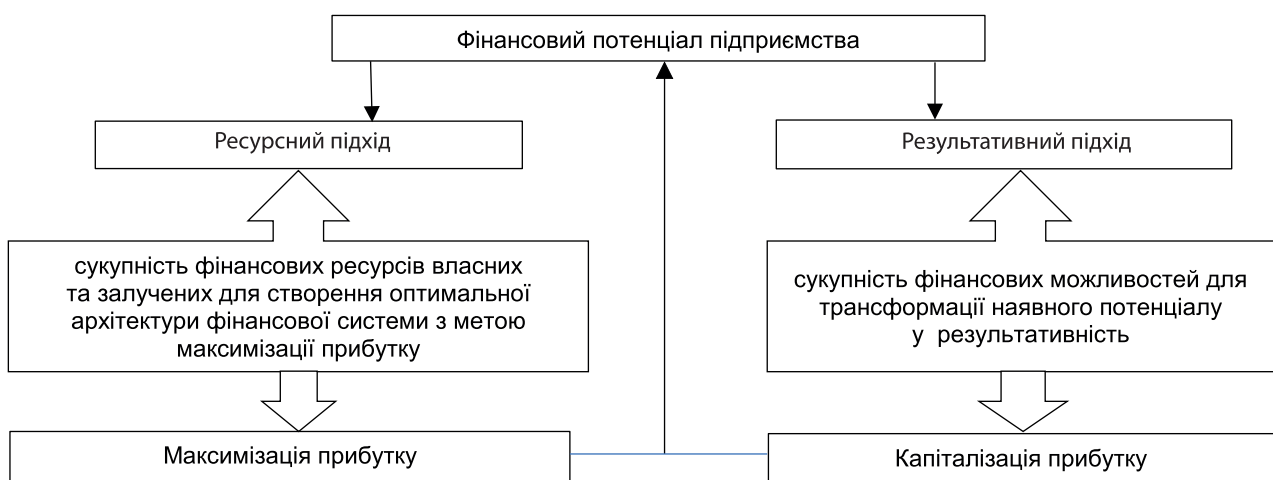 Фінансовий потенціал підприємства
Ресурсний підхід
Результативний підхід
сукупність фінансових ресурсів власних
та залучених для створення оптимальної
архітектури фінансової системи з метою
максимізації прибутку
сукупність фінансових можливостей для
трансформації наявного потенціалу
у результативність
Максимізація прибутку
Капіталізація прибутку